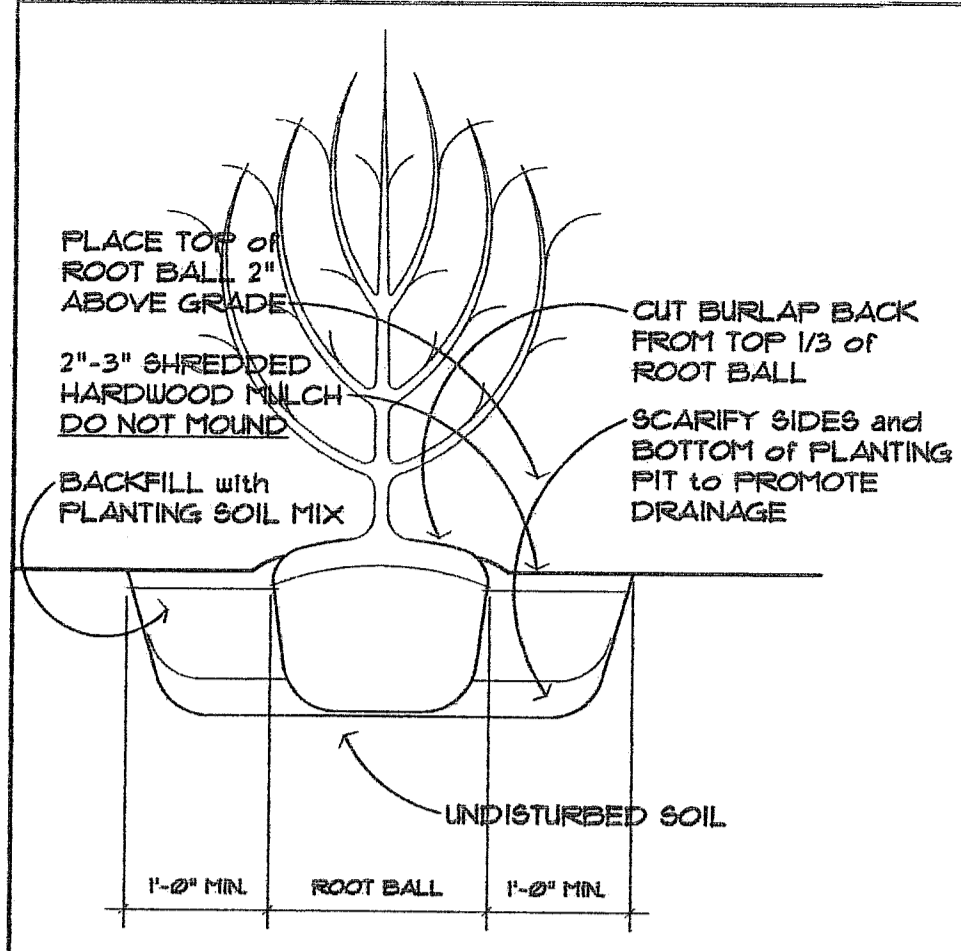 PLACE TOP of
ROOT BALL 2"
ABOVE GRADE
2"-3" SHREDDED
HARDWOOD MULCH
DO NOT MOUND
BACKFILL with
PLANTING SOIL MIX
CUT BURLAP BACK
FROM TOP 1/3 of
ROOT BALL
SCARIFY SIDES and
BOTTOM of PLANTING
PIT to PROMOTE
DRAINAGE
UNDISTURBED SOIL
1'-0" MIN.
ROOT BALL
1'-0" MIN.